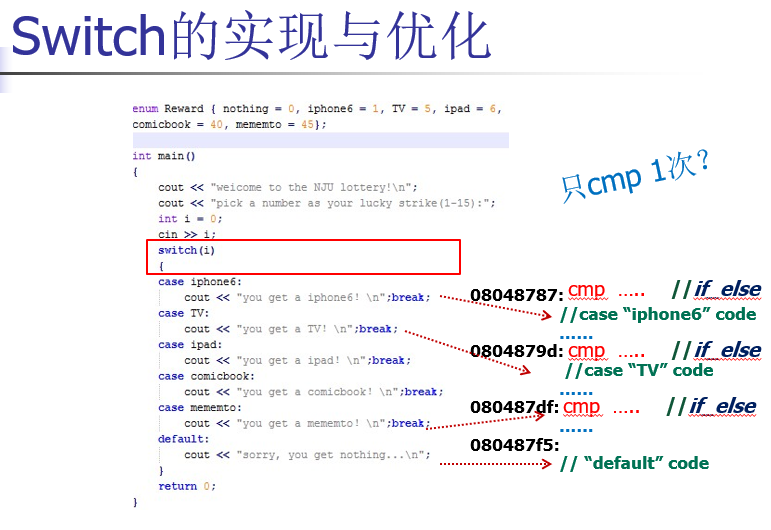 Switch的实现与优化
enum Reward { nothing = 0, iphone6 = 1, TV = 5, ipad = 6,
comicbook = 40, mememto = 45};
int main()
{
cout << "welcome to the NJU lottery!\n";
cout << "pick a number as your lucky strike(1-15):";
int i = 0;
cin >> i;
switch(i)
{
case iphone6:
cout << "you get a iphone6! \n";break;
case TV:
cout << "you get a TV! \n";break;
case ipad:
cout << "you get a ipad! \n";break;
case comicbook:
cout << "you get a comicbook! \n";break;
case mememto:
cout << "you get a mememto! \n";break;
default:
cout << "sorry, you get nothing...\n";
}
return 0;
}
只cmp 1次？
08048787: cmp ….. //if_else
//case “iphone6” code
……
0804879d: cmp ….. //if_else
//case “TV” code
……
080487df: cmp ….. //if_else
……
080487f5:
// “default” code